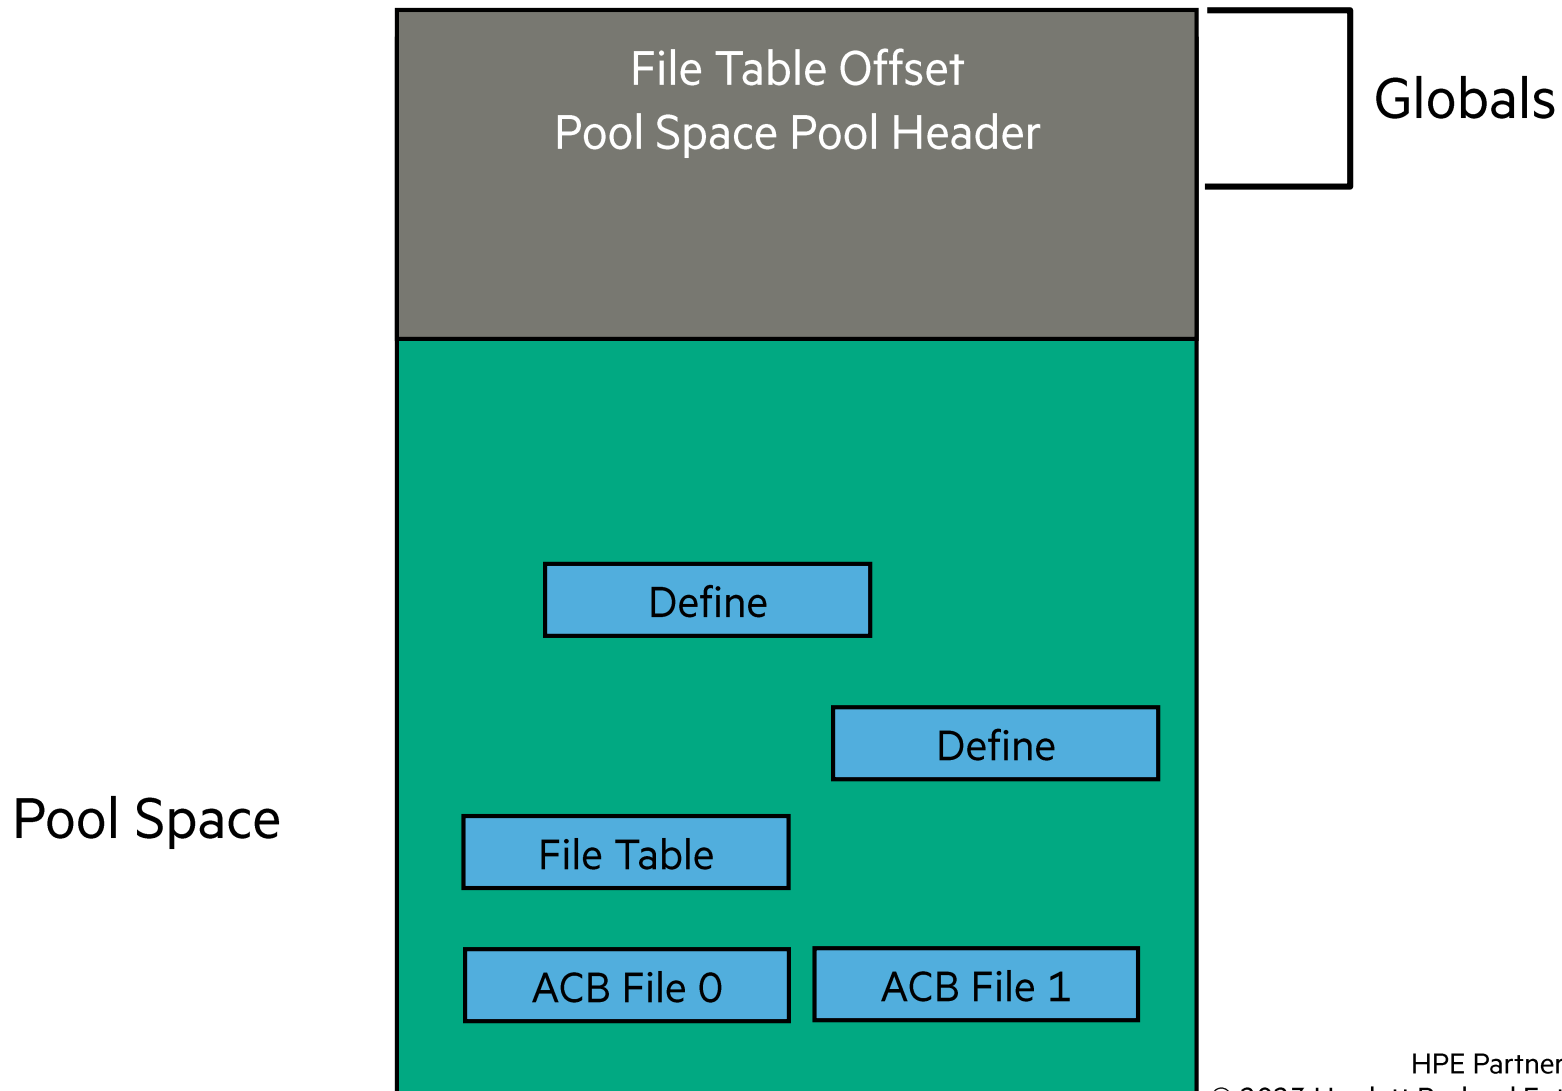 File Table Offset
Pool Space Pool Header
Globals
Define
Define
Pool Space
File Table
ACB File 0
ACB File 1
HPE Partner